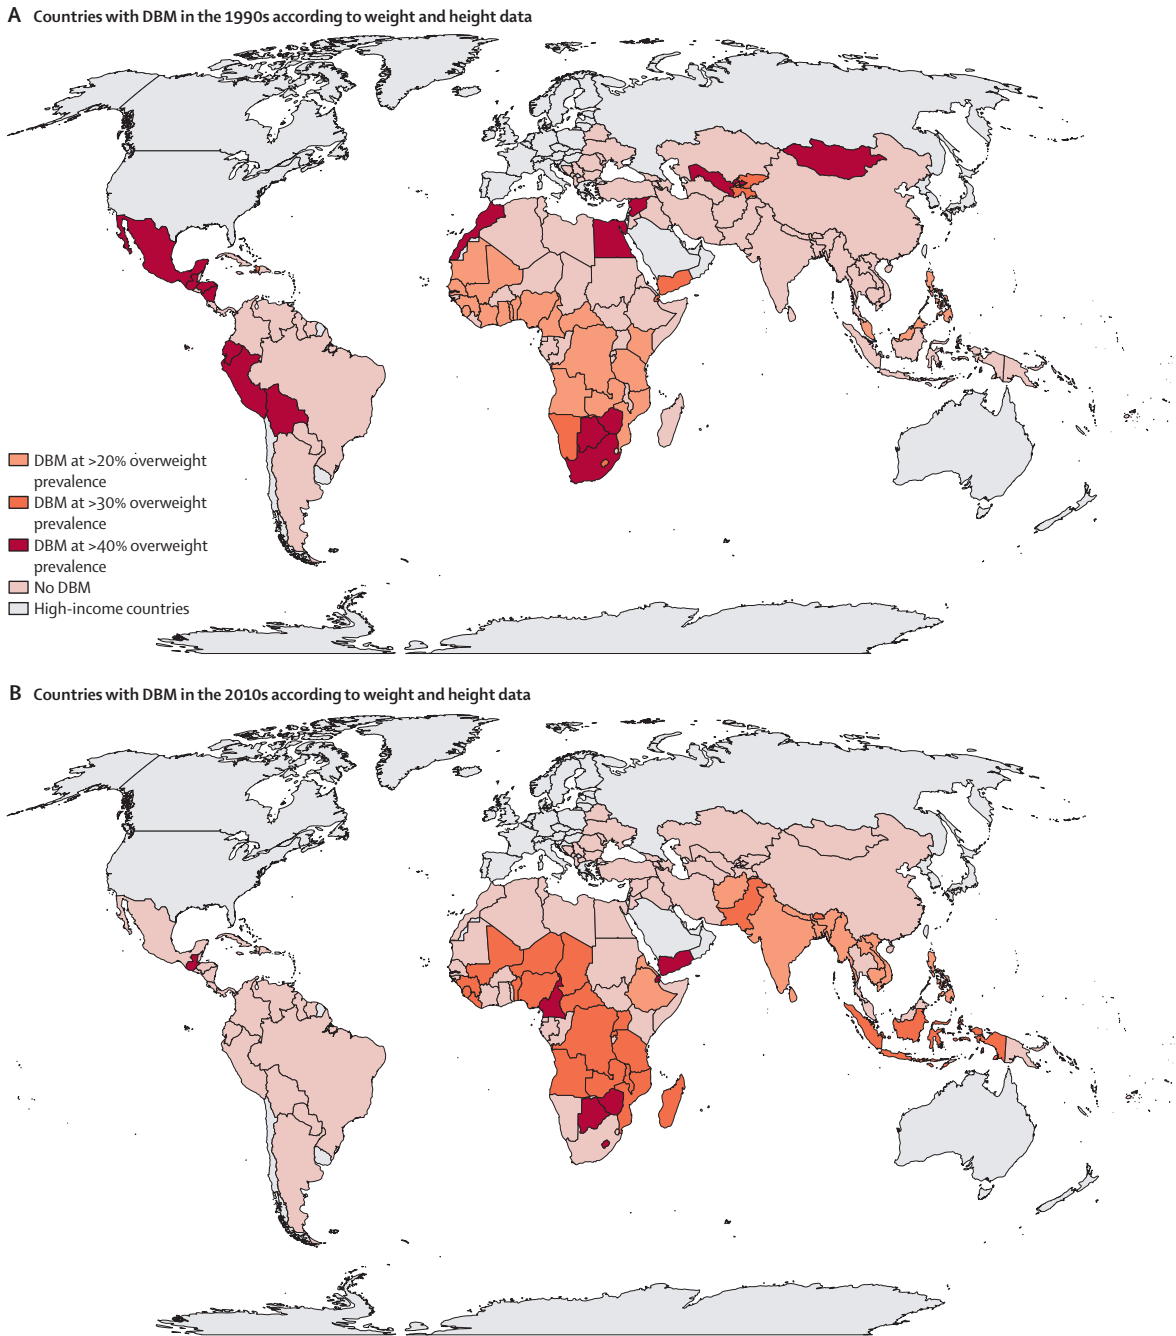 A Countries with DBM in the 1990s according to weight and height data
DBM at >20% overweight
prevalence
DBM at >30% overweight
prevalence
DBM at >40% overweight
prevalence
No DBM
High-income countries
B Countries with DBM in the 2010s according to weight and height data